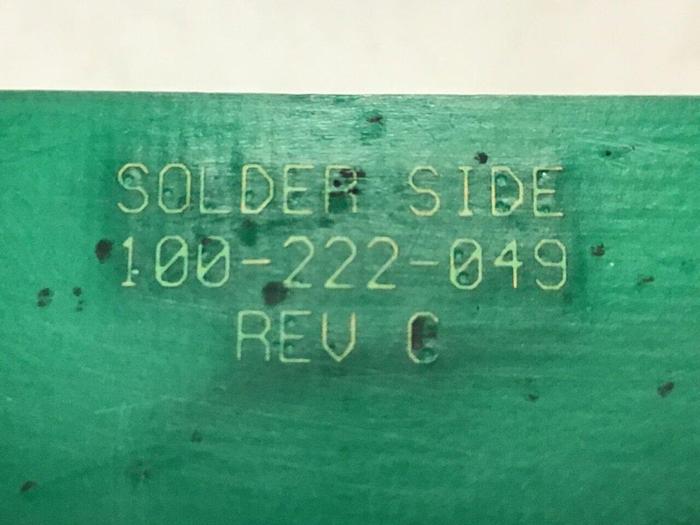 SOLDER SIDE
100-222-049
REV C